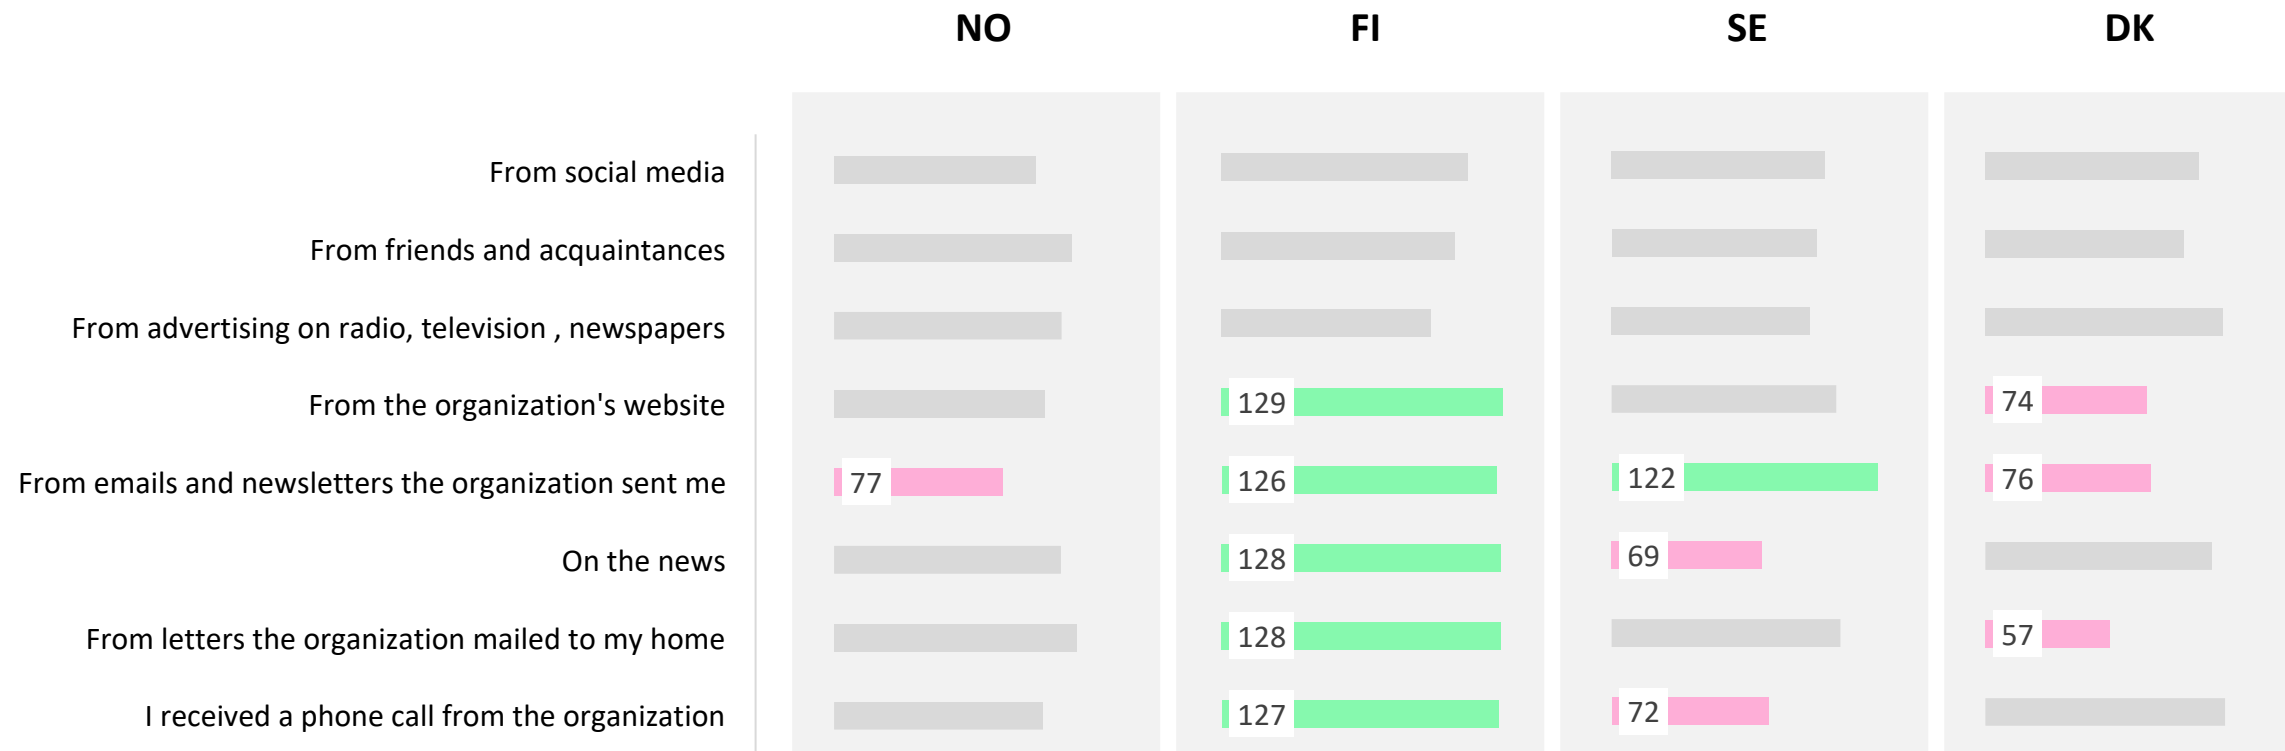 NO FI SE DK
From social media
From friends and acquaintances
From advertising on radio, television , newspapers
From the organization's website 129 74
From emails and newsletters the organization sent me 77 126 122 76
On the news 128 69
From letters the organization mailed to my home 128 57
I received a phone call from the organization 127 72